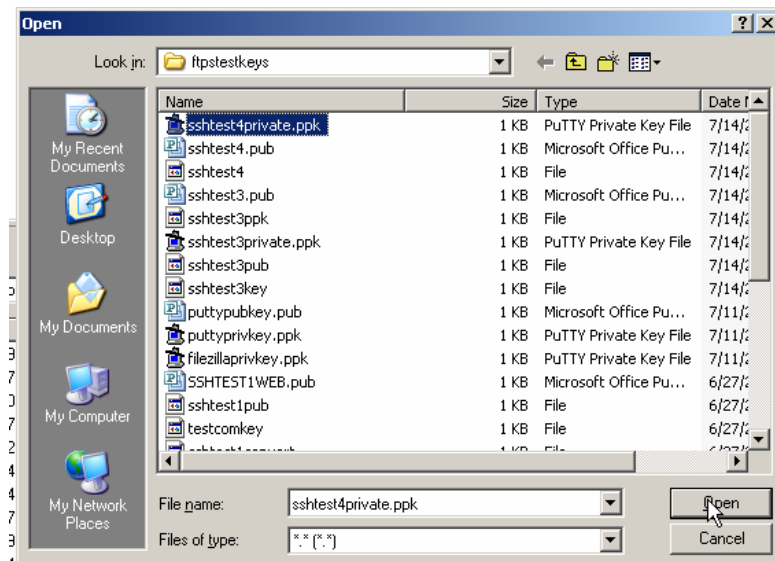 Open
Look in: ftpstestkeys
Name Size Type Date
sshtest4private.ppk 1 KB PuTTY Private Key File 7/14/
sshtest4.pub 1 KB Microsoft Office Pu... 7/14/
sshtest4 1 KB File 7/14/
sshtest3.pub 1 KB Microsoft Office Pu... 7/14/
sshtest3ppk 1 KB File 7/14/
sshtest3private.ppk 1 KB PuTTY Private Key File 7/14/
sshtest3pub 1 KB File 7/14/
sshtest3key 1 KB File 7/14/
puttypubkey.pub 1 KB Microsoft Office Pu... 7/11/
puttyprivkey.ppk 1 KB PuTTY Private Key File 7/11/
filezillaprivkey.ppk 1 KB PuTTY Private Key File 7/11/
SSHTEST1WEB.pub 1 KB Microsoft Office Pu... 6/27/
sshtest1pub 1 KB File 6/27/
testcomkey 1 KB File 6/27/
My Recent
Documents
Desktop
My Documents
My Computer
My Network
Places
File name: sshtest4private.ppk Open
Files of type: *.* (*.*) Cancel